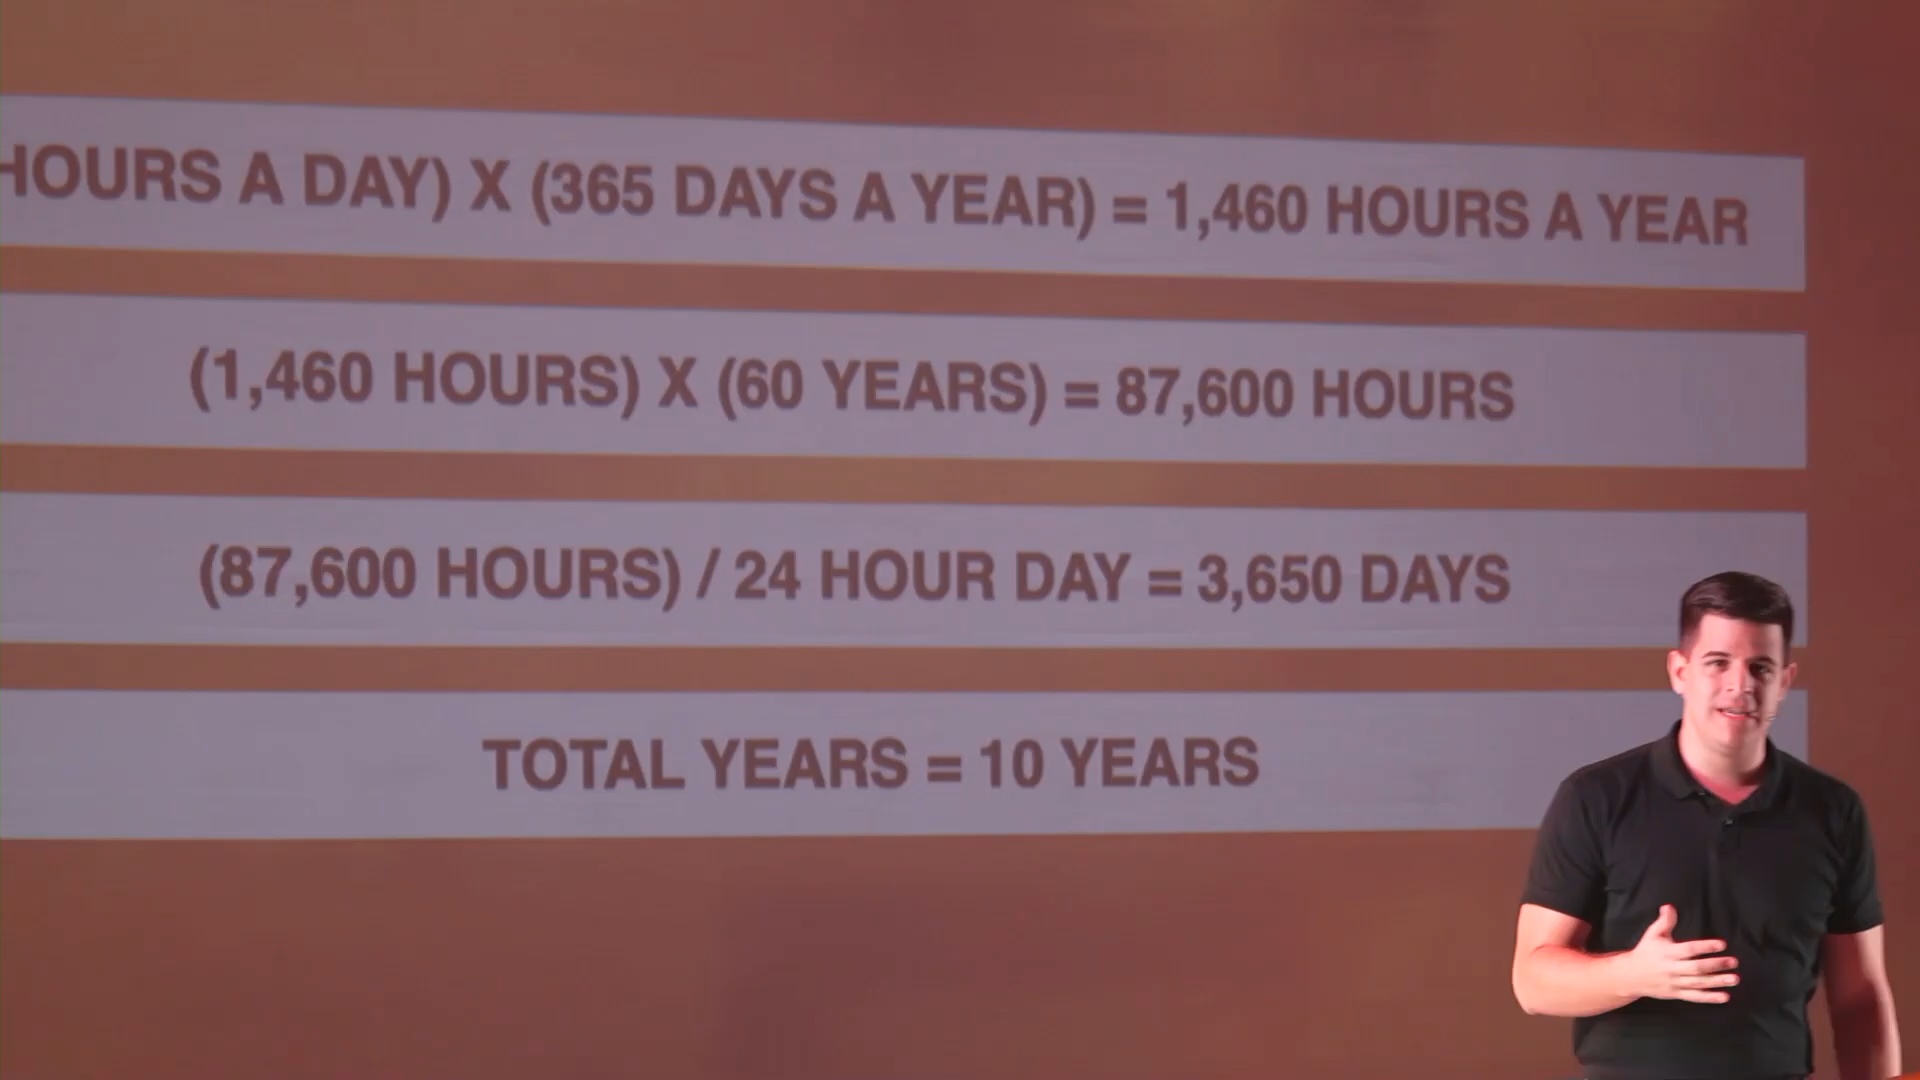 HOURS A DAY) X (365 DAYS A YEAR) = 1,460 HOURS A YEAR
(1,460 HOURS) X (60 YEARS) = 87,600 HOURS
(87,600 HOURS) / 24 HOUR DAY = 3,650 DAYS
TOTAL YEARS = 10 YEARS